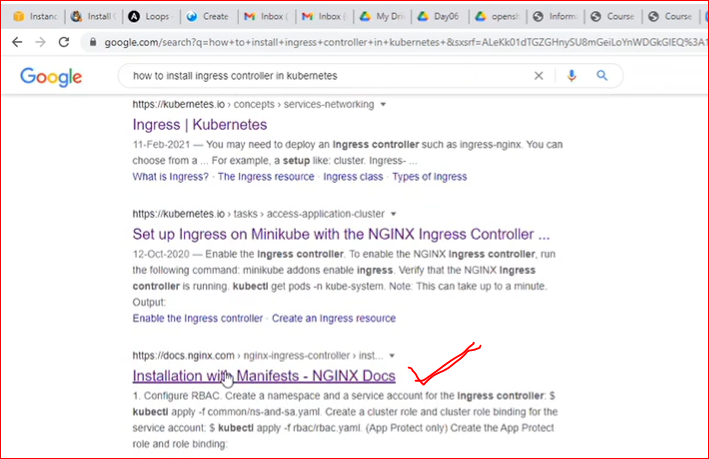 Instanc
Install C
Loops -
Create
Inbox (
Inbox (
My Driv
Day06
openshi
Informa
Course
Course
google.com/search?q=how+to+install+ingress+controller+in+kubernetes+&sxsrf=ALeKk01dTGZGHnySU8mGeiLoYnWDGkGlEQ%3A1
Google
how to install ingress controller in kubernetes
https://kubernetes.io › concepts › services-networking
Ingress | Kubernetes
11-Feb-2021 — You may need to deploy an Ingress controller such as ingress-nginx. You can
choose from a ... For example, a setup like: cluster. Ingress- ...
What is Ingress? · The Ingress resource · Ingress class · Types of ingress
https://kubernetes.io › tasks › access-application-cluster
Set up Ingress on Minikube with the NGINX Ingress Controller ...
12-Oct-2020 — Enable the Ingress controller. To enable the NGINX Ingress controller, run
the following command: minikube addons enable ingress. Verify that the NGINX Ingress
controller is running. kubectl get pods -n kube-system. Note: This can take up to a minute.
Output:
Enable the Ingress controller · Create an Ingress resource
https://docs.nginx.com › nginx-ingress-controller › inst...
Installation with Manifests - NGINX Docs
1. Configure RBAC. Create a namespace and a service account for the Ingress controller: $
kubectl apply -f common/ns-and-sa.yaml. Create a cluster role and cluster role binding for the
service account: $ kubectl apply -f rbac/rbac.yaml. (App Protect only) Create the App Protect
role and role binding: